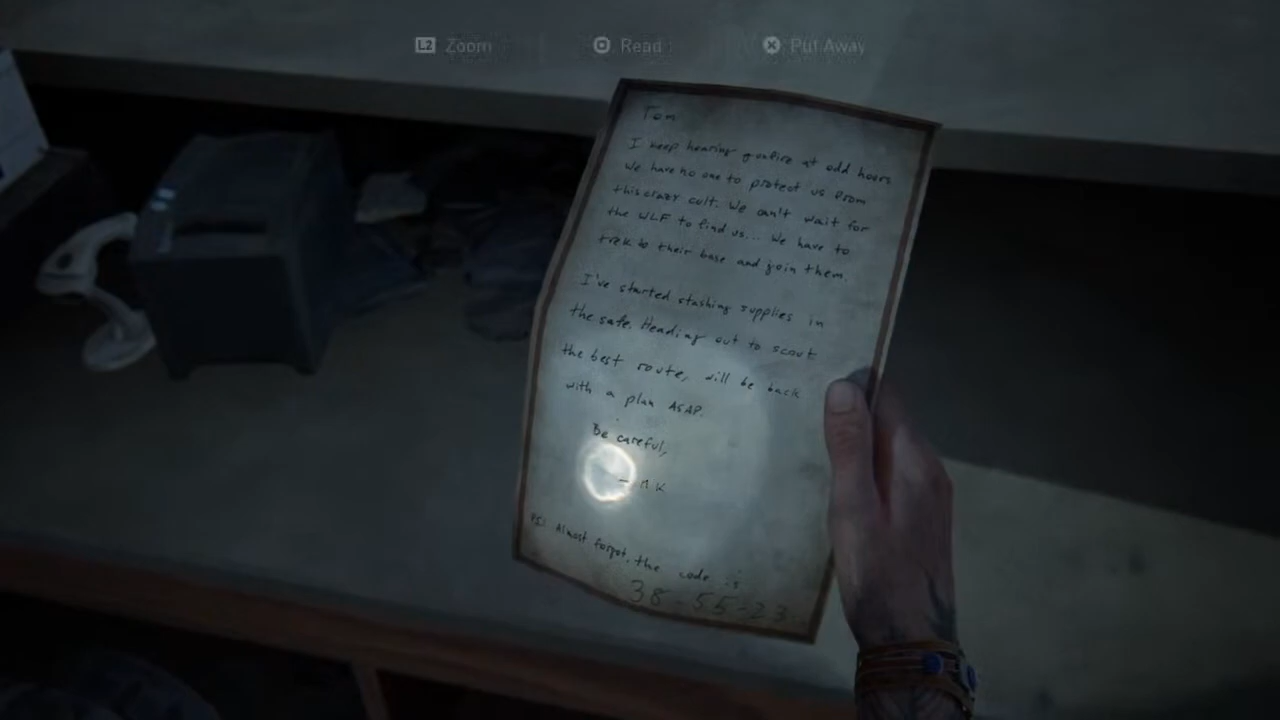 L2 Zoom Read Put Away
Tom
I keep hearing gunfire at odd hours
We have no one to protect us from
this crazy cult. We can't wait for
the WLF to find us... We have to
trek to their base and join them.
I've started stashing supplies in
the safe. Heading out to scout
the best route, will be back
with a plan ASAP.
Be careful,
- MK
PS! Almost forgot, the code is
38-55-23